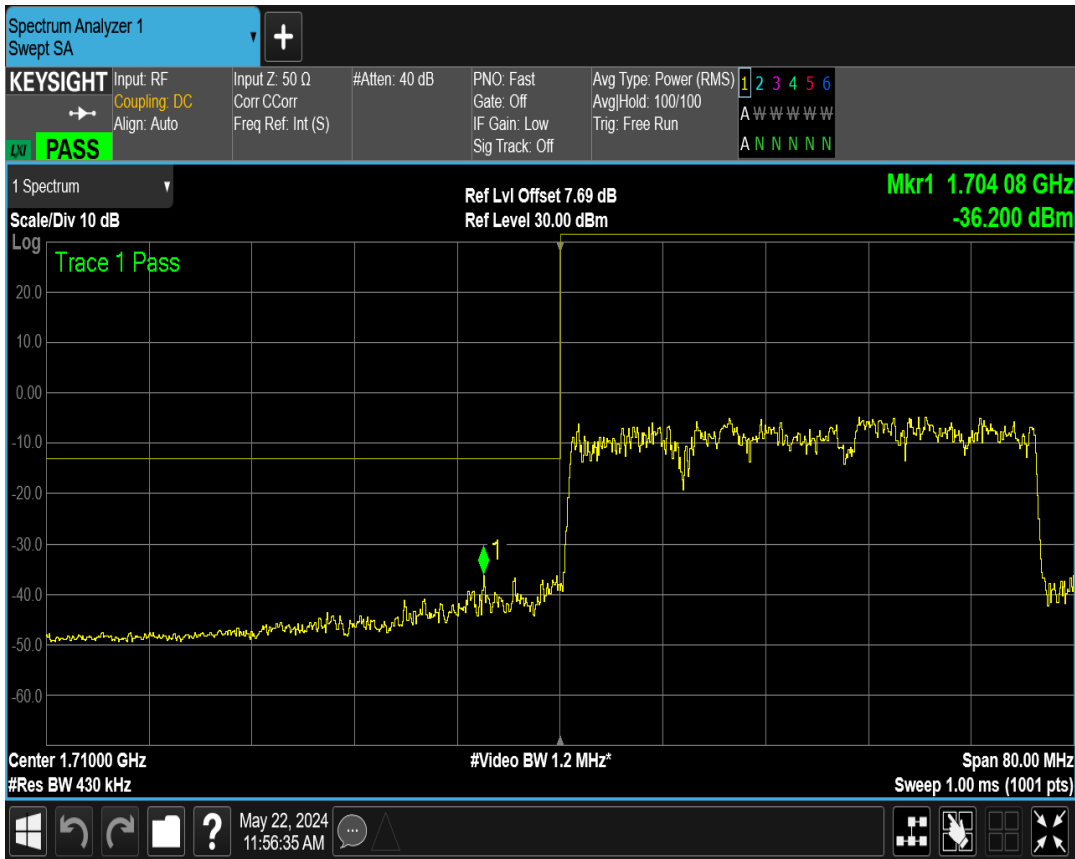 Spectrum Analyzer 1
Swept SA
+
KEYSIGHT
LXI PASS
Input: RF
Coupling: DC
Align: Auto
Input Z: 50 Ω
Corr CCorr
Freq Ref: Int (S)
#Atten: 40 dB
PNO: Fast
Gate: Off
IF Gain: Low
Sig Track: Off
Avg Type: Power (RMS)
Avg|Hold: 100/100
Trig: Free Run
1 2 3 4 5 6
A W W W W W
A N N N N N
1 Spectrum
Scale/Div 10 dB
Ref Lvl Offset 7.69 dB
Ref Level 30.00 dBm
Mkr1 1.704 08 GHz
-36.200 dBm
Log
Trace 1 Pass
20.0
10.0
0.00
-10.0
-20.0
-30.0
1
-40.0
-50.0
-60.0
Center 1.71000 GHz
#Res BW 430 kHz
#Video BW 1.2 MHz*
Span 80.00 MHz
Sweep 1.00 ms (1001 pts)
?
May 22, 2024
11:56:35 AM